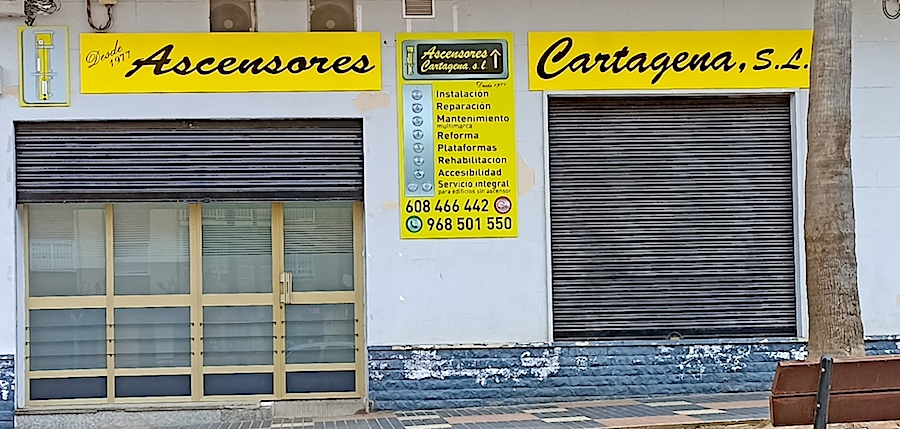 Desde
1977
Ascensores
Ascensores
Cartagena. s.l
Desde 1977
Instalación
Reparación
Mantenimiento
multimarca
Reforma
Plataformas
Rehabilitación
Accesibilidad
Servicio integral
para edificios sin ascensor
608 466 442
968 501 550
Cartagena, S.L.